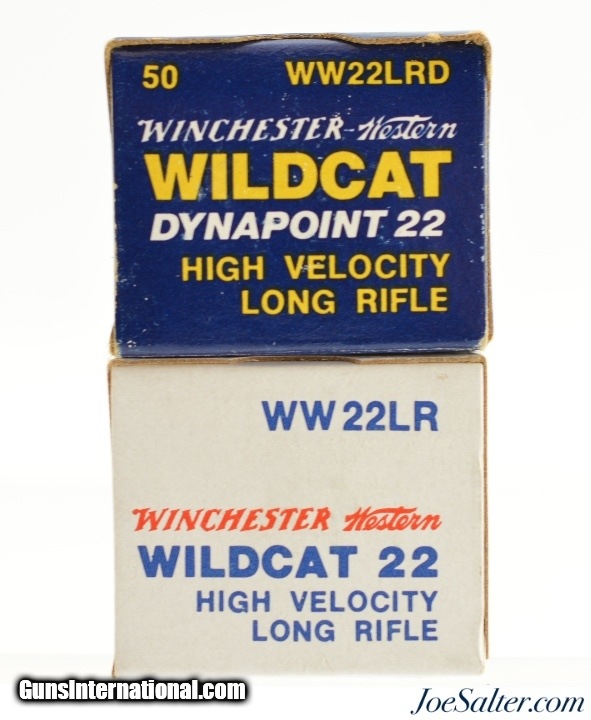 50 WW22LRD
WINCHESTER-Western
WILDCAT
DYNAPOINT 22
HIGH VELOCITY
LONG RIFLE
WW22LR
WINCHESTER Western
WILDCAT 22
HIGH VELOCITY
LONG RIFLE
GunsInternational.com
JoeSalter.com